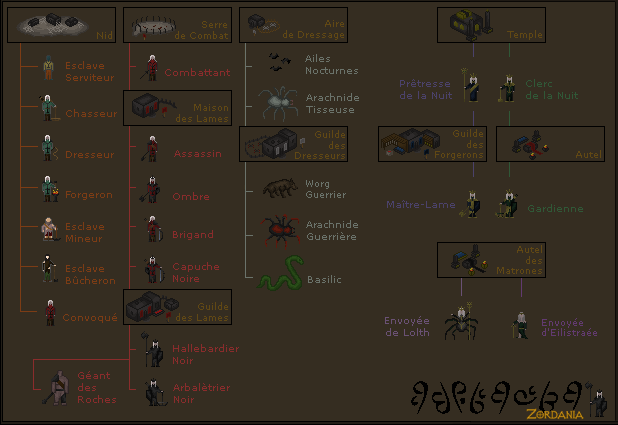 Nid
Serre
de Combat
Aire
de Dressage
Temple
Esclave
Serviteur
Chasseur
Dresseur
Forgeron
Esclave
Mineur
Esclave
Bûcheron
Convoqué
Combattant
Maison
des Lames
Assassin
Ombre
Brigand
Capuche
Noire
Guilde
des Lames
Hallebardier
Noir
Géant
des
Roches
Arbalétrier
Noir
Ailes
Nocturnes
Arachnide
Tisseuse
Guilde
des
Dresseurs
Worg
Guerrier
Arachnide
Guerrière
Basilic
Prêtresse
de la Nuit
Clerc
de la Nuit
Guilde
des
Forgerons
Autel
Maître-Lame
Gardienne
Autel
des
Matrones
Envoyée
de Lolth
Envoyée
d'Eilistraée
ZORDANIA